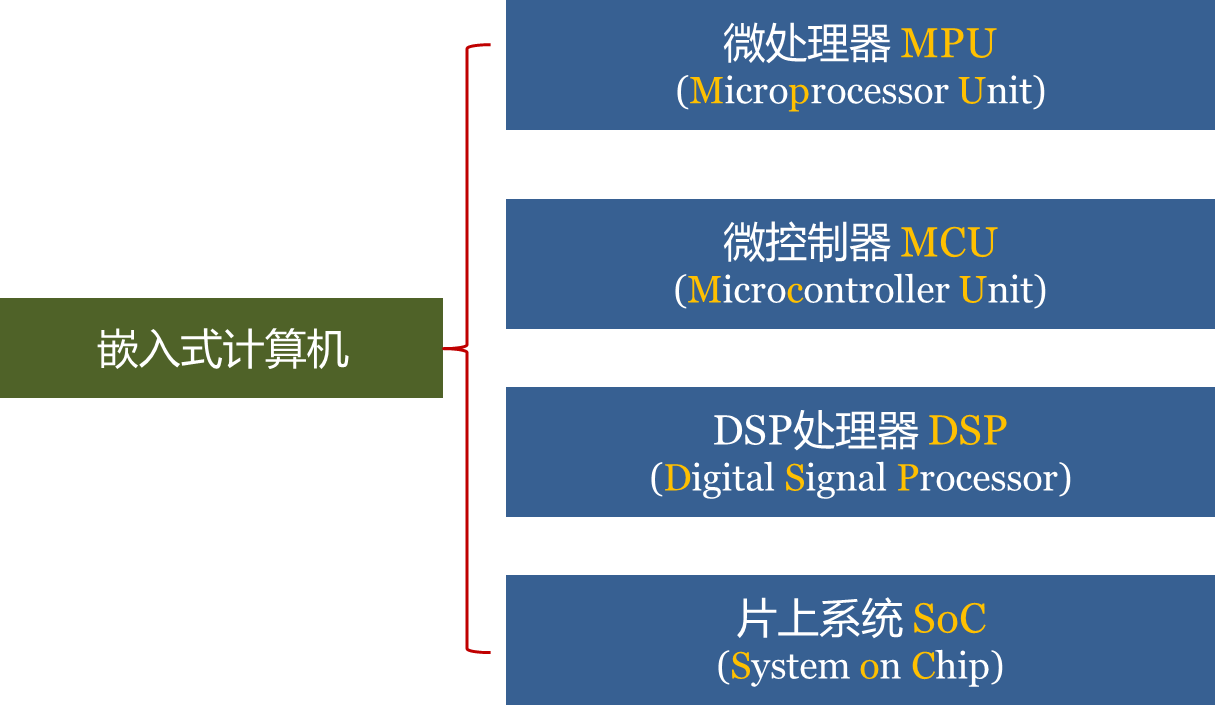 嵌入式计算机
微处理器 MPU
(Microprocessor Unit)
微控制器 MCU
(Microcontroller Unit)
DSP处理器 DSP
(Digital Signal Processor)
片上系统 SoC
(System on Chip)